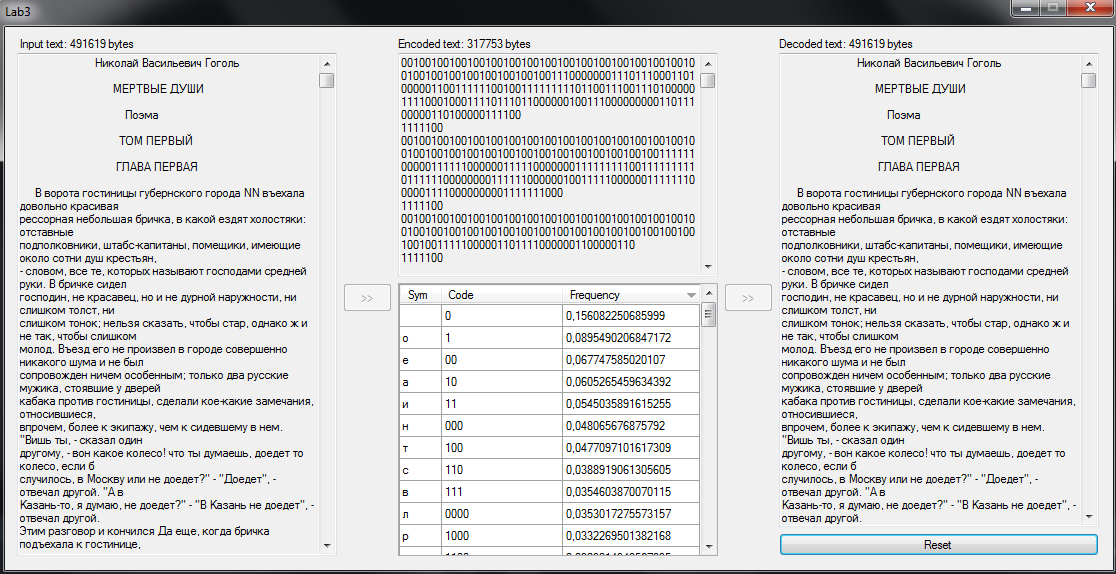 Lab3
Input text: 491619 bytes
Николай Васильевич Гоголь
МЕРТВЫЕ ДУШИ
Поэма
ТОМ ПЕРВЫЙ
ГЛАВА ПЕРВАЯ
В ворота гостиницы губернского города NN въехала
довольно красивая
рессорная небольшая бричка, в какой ездят холостяки:
отставные
подполковники, штабс-капитаны, помещики, имеющие
около сотни душ крестьян,
- словом, все те, которых называют господами средней
руки. В бричке сидел
господин, не красавец, но и не дурной наружности, ни
слишком толст, ни
слишком тонок; нельзя сказать, чтобы стар, однако ж и
не так, чтобы слишком
молод. Въезд его не произвел в городе совершенно
никакого шума и не был
сопровожден ничем особенным; только два русские
мужика, стоявшие у дверей
кабака против гостиницы, сделали кое-какие замечания,
относившиеся,
впрочем, более к экипажу, чем к сидевшему в нем.
"Вишь ты, - сказал один
другому, - вон какое колесо! что ты думаешь, доедет то
колесо, если б
случилось, в Москву или не доедет?" - "Доедет", -
отвечал другой. "А в
Казань-то, я думаю, не доедет?" - "В Казань не доедет", -
отвечал другой.
Этим разговор и кончился Да еще, когда бричка
подъехала к гостинице,
>>
Encoded text: 317753 bytes
1111100
1111100
1111100
Sym Code Frequency
0 0,156082250685999
о 1 0,0895490206847172
е 00 0,067747585020107
а 10 0,0605265459634392
и 11 0,0545035891615255
н 000 0,048065676875792
т 100 0,0477097101617309
с 110 0,0388919061305605
в 111 0,0354603870070115
л 0000 0,0353017275573157
р 1000 0,0332269501382168
>>
Decoded text: 491619 bytes
Николай Васильевич Гоголь
МЕРТВЫЕ ДУШИ
Поэма
ТОМ ПЕРВЫЙ
ГЛАВА ПЕРВАЯ
В ворота гостиницы губернского города NN въехала
довольно красивая
рессорная небольшая бричка, в какой ездят холостяки:
отставные
подполковники, штабс-капитаны, помещики, имеющие
около сотни душ крестьян,
- словом, все те, которых называют господами средней
руки. В бричке сидел
господин, не красавец, но и не дурной наружности, ни
слишком толст, ни
слишком тонок; нельзя сказать, чтобы стар, однако ж и
не так, чтобы слишком
молод. Въезд его не произвел в городе совершенно
никакого шума и не был
сопровожден ничем особенным; только два русские
мужика, стоявшие у дверей
кабака против гостиницы, сделали кое-какие замечания,
относившиеся,
впрочем, более к экипажу, чем к сидевшему в нем.
"Вишь ты, - сказал один
другому, - вон какое колесо! что ты думаешь, доедет то
колесо, если б
случилось, в Москву или не доедет?" - "Доедет", -
отвечал другой. "А в
Казань-то, я думаю, не доедет?" - "В Казань не доедет", -
отвечал другой.
Reset